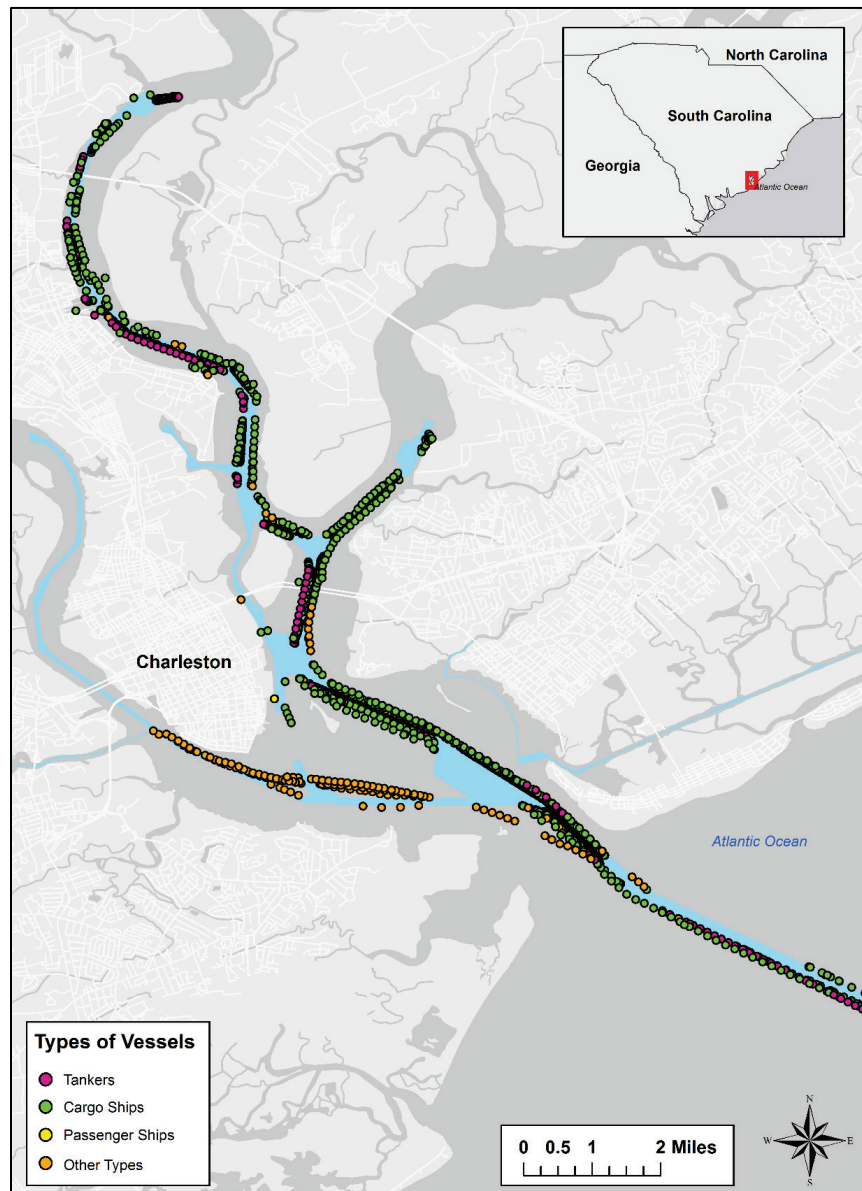 North Carolina
South Carolina
Georgia
Atlantic Ocean
Charleston
Atlantic Ocean
Types of Vessels
Tankers
Cargo Ships
Passenger Ships
Other Types
0 0.5 1 2 Miles
N
W E
S